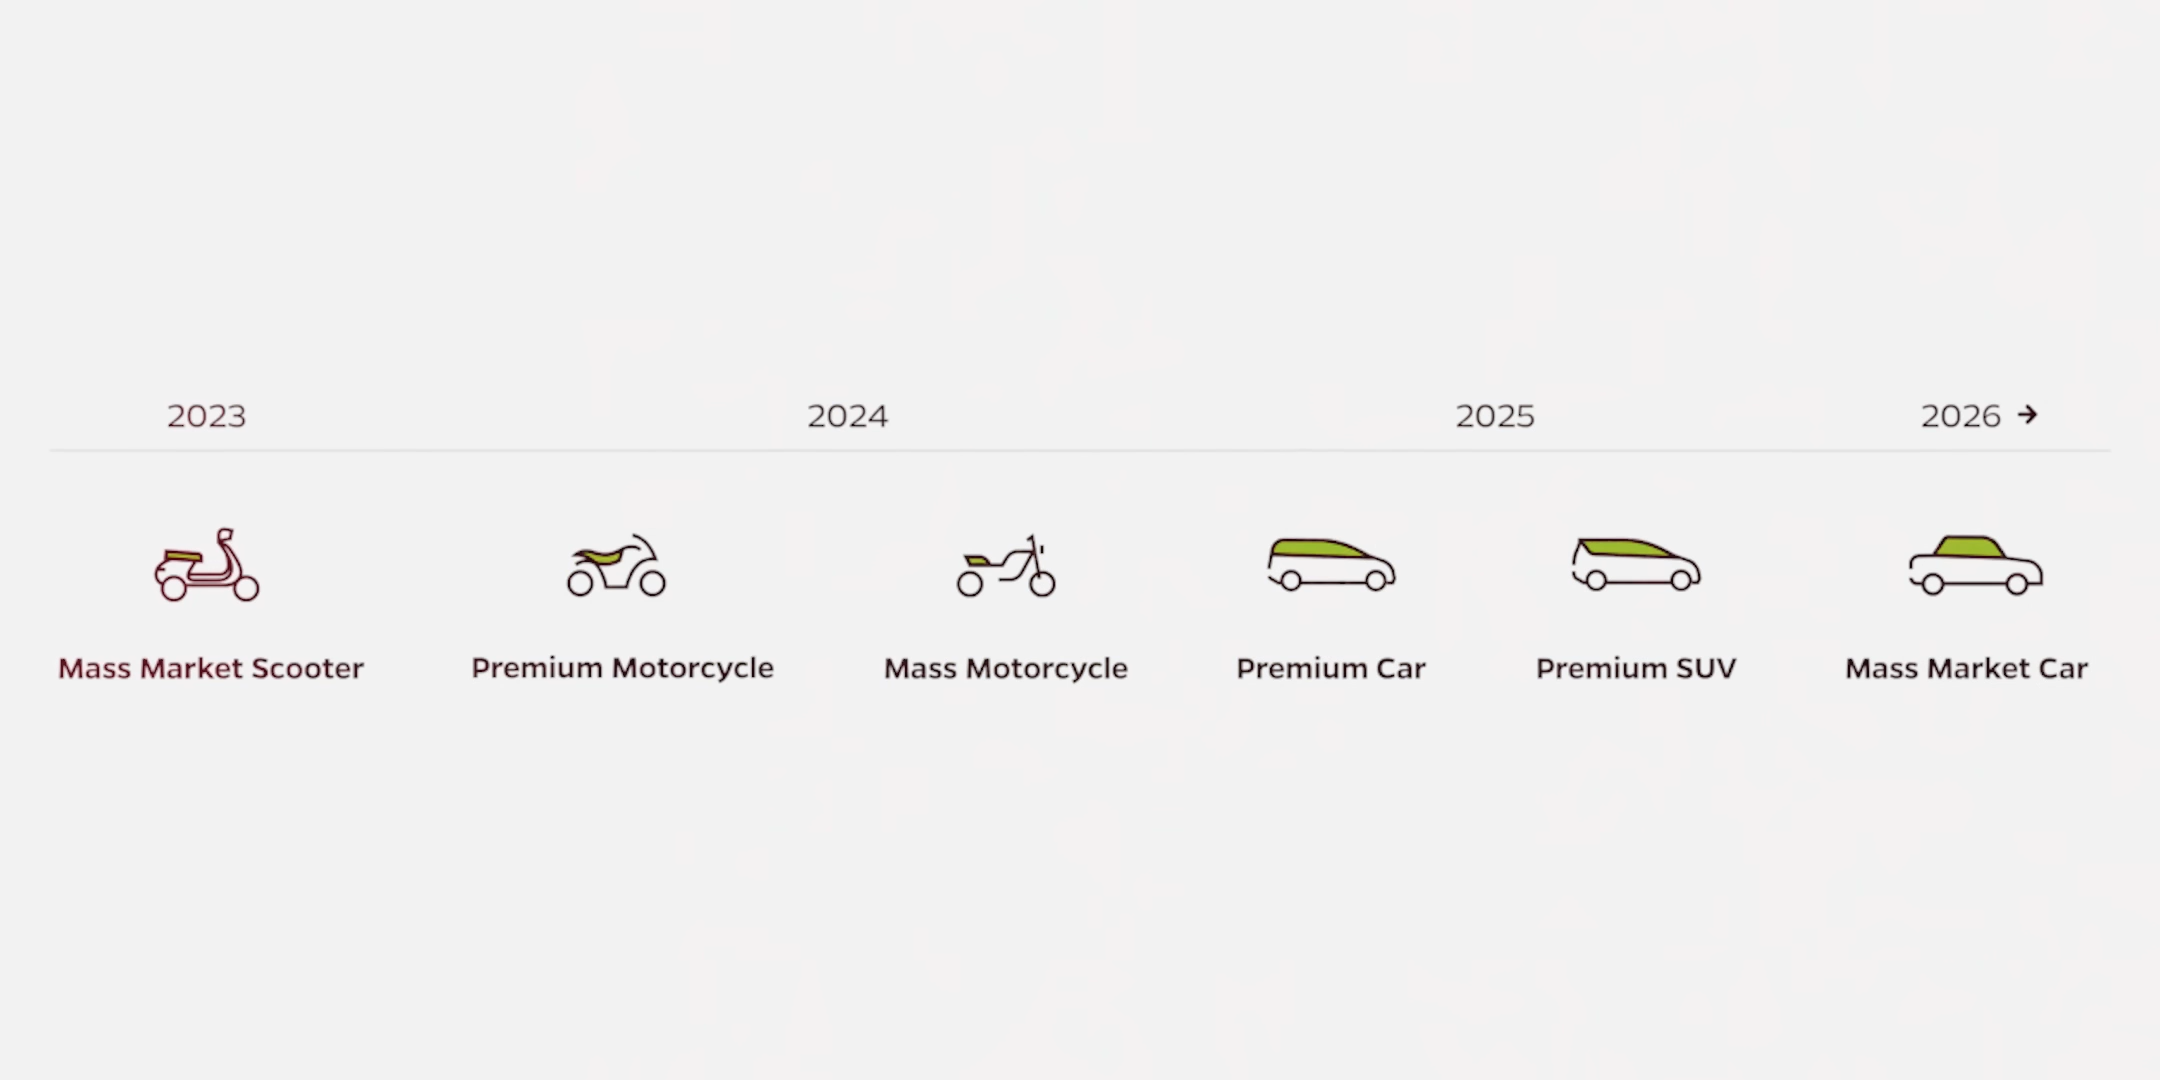 2023
2024
2025
2026 →
Mass Market Scooter
Premium Motorcycle
Mass Motorcycle
Premium Car
Premium SUV
Mass Market Car